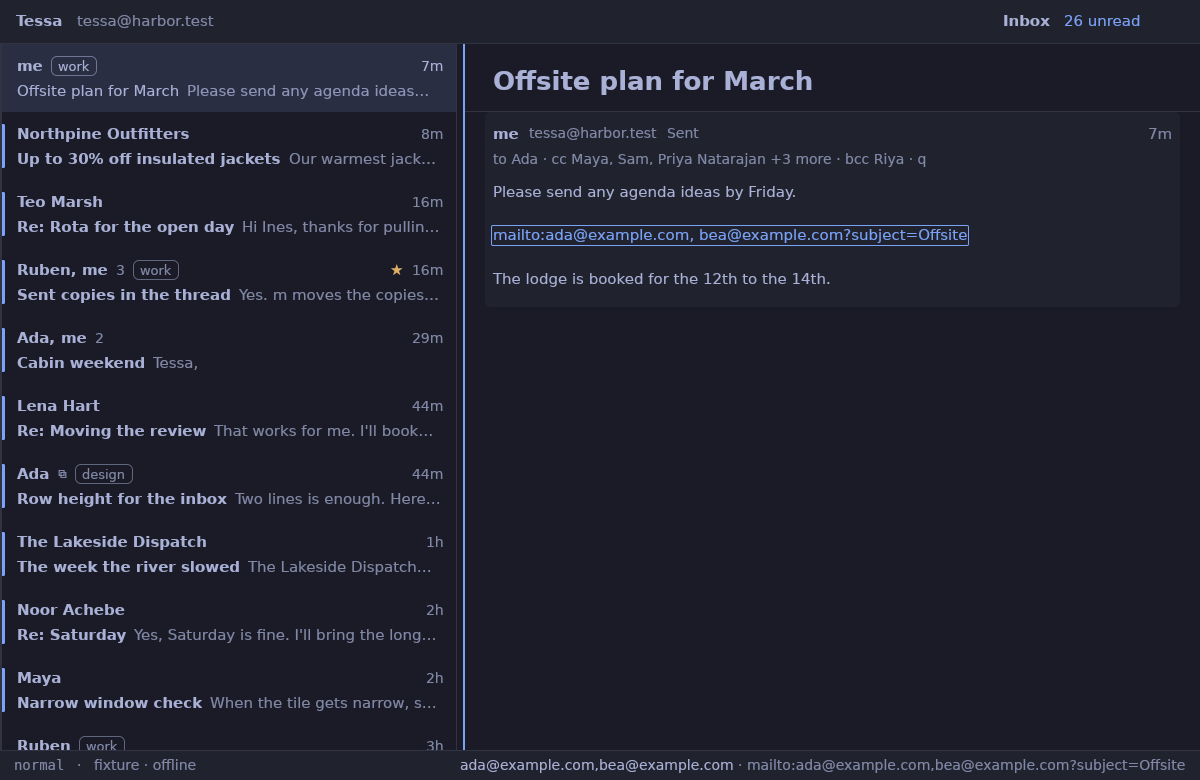 Tessa tessa@harbor.test Inbox 26 unread
me work 7m
Offsite plan for March Please send any agenda ideas…
Northpine Outfitters 8m
Up to 30% off insulated jackets Our warmest jack…
Teo Marsh 16m
Re: Rota for the open day Hi Ines, thanks for pullin…
Ruben, me 3 work ★ 16m
Sent copies in the thread Yes. m moves the copies…
Ada, me 2 29m
Cabin weekend Tessa,
Lena Hart 44m
Re: Moving the review That works for me. I'll book…
Ada design 44m
Row height for the inbox Two lines is enough. Here…
The Lakeside Dispatch 1h
The week the river slowed The Lakeside Dispatch…
Noor Achebe 2h
Re: Saturday Yes, Saturday is fine. I'll bring the long…
Maya 2h
Narrow window check When the tile gets narrow, s…
Ruben work 3h
Offsite plan for March
me tessa@harbor.test Sent 7m
to Ada · cc Maya, Sam, Priya Natarajan +3 more · bcc Riya · q
Please send any agenda ideas by Friday.
mailto:ada@example.com, bea@example.com?subject=Offsite
The lodge is booked for the 12th to the 14th.
normal · fixture · offline ada@example.com,bea@example.com · mailto:ada@example.com,bea@example.com?subject=Offsite